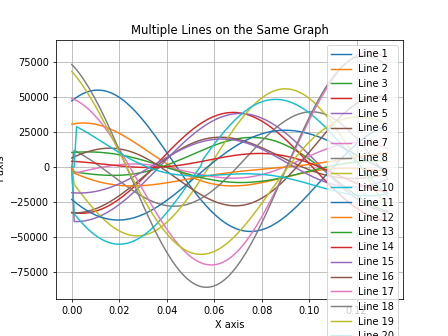 Multiple Lines on the Same Graph
75000
50000
25000
0
−25000
−50000
−75000
0.00
0.02
0.04
0.06
0.08
0.10
X axis
Line 1
Line 2
Line 3
Line 4
Line 5
Line 6
Line 7
Line 8
Line 9
Line 10
Line 11
Line 12
Line 13
Line 14
Line 15
Line 16
Line 17
Line 18
Line 19
Line 20